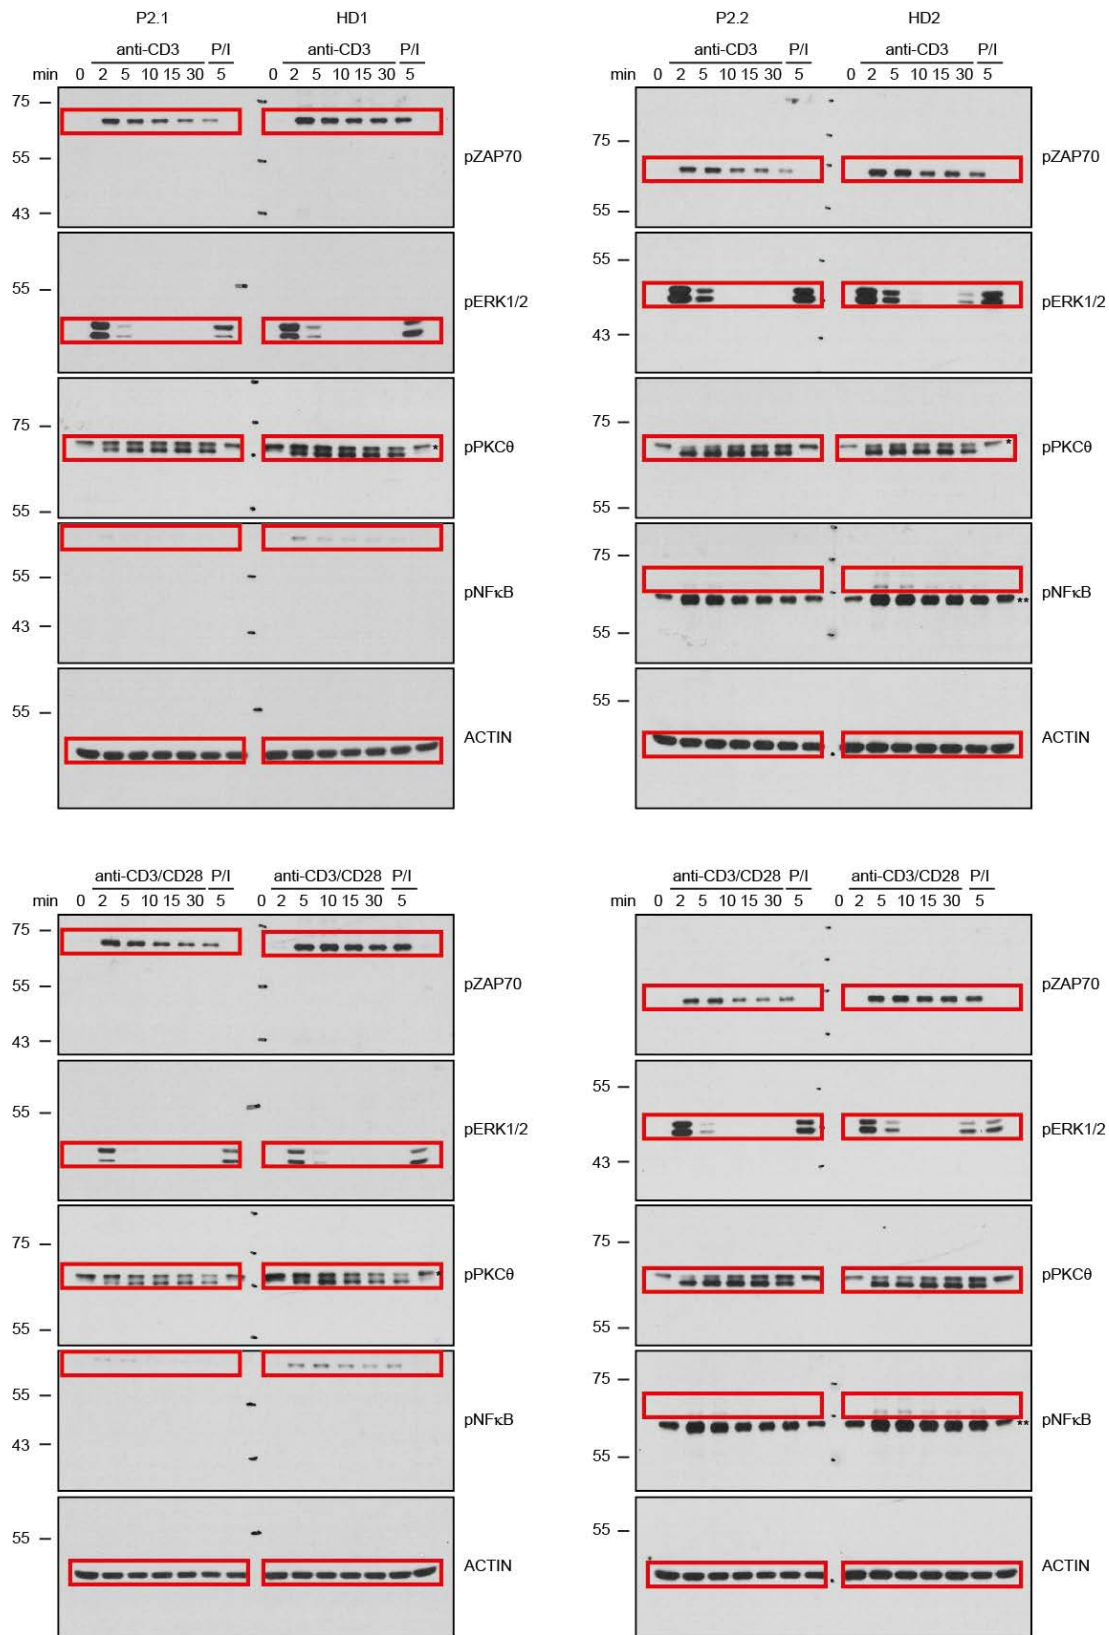 P2.1 HD1
anti-CD3 P/I anti-CD3 P/I
min 0 2 5 10 15 30 5 0 2 5 10 15 30 5
75
55
43
pZAP70
55
pERK1/2
75
55
*
pPKCθ
55
43
pNFκB
55
ACTIN
P2.2 HD2
anti-CD3 P/I anti-CD3 P/I
min 0 2 5 10 15 30 5 0 2 5 10 15 30 5
75
55
pZAP70
55
43
pERK1/2
75
55
*
pPKCθ
75
55
**
pNFκB
55
ACTIN
anti-CD3/CD28 P/I anti-CD3/CD28 P/I
min 0 2 5 10 15 30 5 0 2 5 10 15 30 5
75
55
43
pZAP70
55
pERK1/2
75
55
*
pPKCθ
55
43
pNFκB
55
ACTIN
anti-CD3/CD28 P/I anti-CD3/CD28 P/I
min 0 2 5 10 15 30 5 0 2 5 10 15 30 5
pZAP70
55
43
pERK1/2
75
55
pPKCθ
75
55
**
pNFκB
55
ACTIN